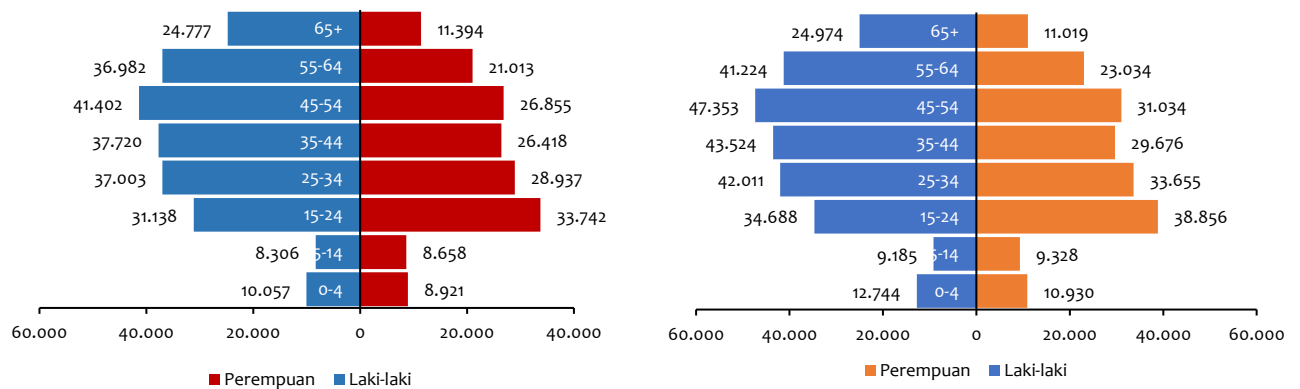 24.777 65+ 11.394
36.982 55-64 21.013
41.402 45-54 26.855
37.720 35-44 26.418
37.003 25-34 28.937
31.138 15-24 33.742
8.306 5-14 8.658
10.057 0-4 8.921
60.000 40.000 20.000 0 20.000 40.000
Perempuan Laki-laki
24.974 65+ 11.019
41.224 55-64 23.034
47.353 45-54 31.034
43.524 35-44 29.676
42.011 25-34 33.655
34.688 15-24 38.856
9.185 5-14 9.328
12.744 0-4 10.930
60.000 40.000 20.000 0 20.000 40.000 60.000
Perempuan Laki-laki